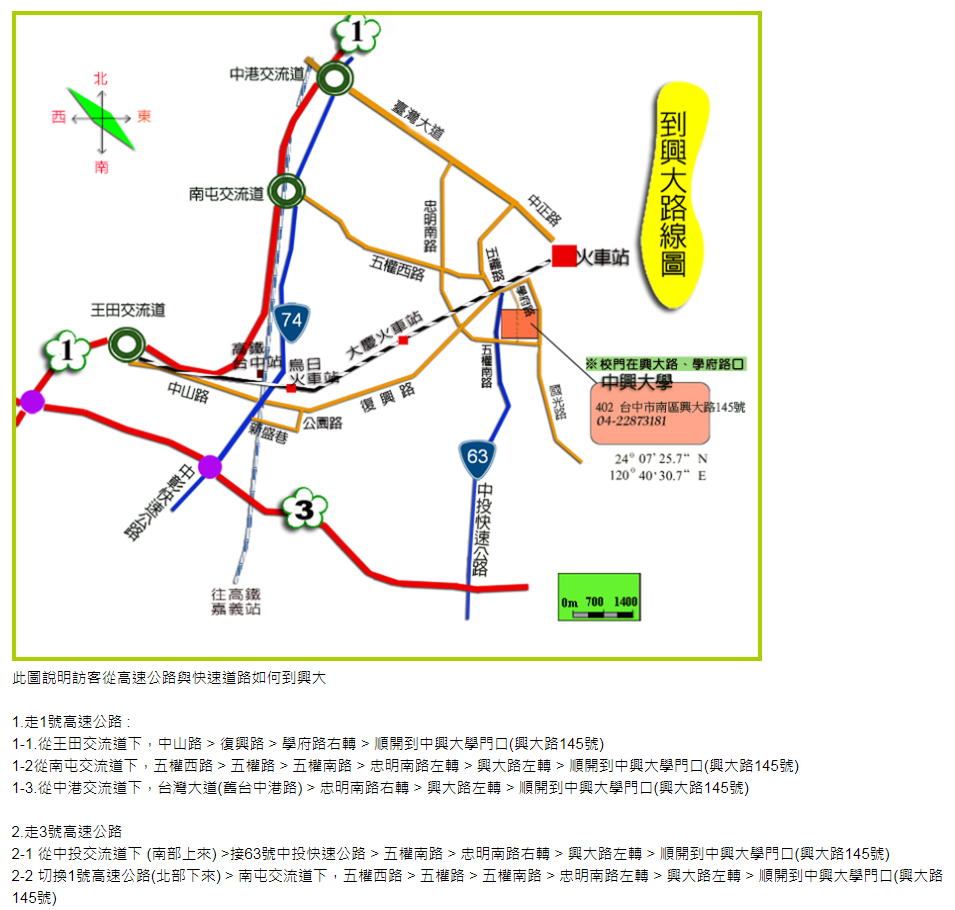 1
中港交流道
北
西
東
南
臺灣大道
到興大路線圖
南屯交流道
忠明南路
中正路
火車站
五權西路
五權路
學府路
王田交流道
74
1
大慶火車站
高鐵
台中站
烏日
火車站
五權南路
※校門在興大路、學府路口
中興大學
中山路
復興路
國光路
402 台中市南區興大路145號
04-22873181
公園路
新盛巷
24° 07'25.7“ N
120° 40'30.7“ E
63
中彰快速公路
中投快速公路
3
往高鐵
嘉義站
0m 700 1400
此圖說明訪客從高速公路與快速道路如何到興大
1.走1號高速公路 :
1-1.從王田交流道下，中山路 > 復興路 > 學府路右轉 > 順開到中興大學門口(興大路145號)
1-2從南屯交流道下，五權西路 > 五權路 > 五權南路 > 忠明南路左轉 > 興大路左轉 > 順開到中興大學門口(興大路145號)
1-3.從中港交流道下，台灣大道(舊台中港路) > 忠明南路右轉 > 興大路左轉 > 順開到中興大學門口(興大路145號)
2.走3號高速公路
2-1 從中投交流道下 (南部上來) >接63號中投快速公路 > 五權南路 > 忠明南路右轉 > 興大路左轉 > 順開到中興大學門口(興大路145號)
2-2 切換1號高速公路(北部下來) > 南屯交流道下，五權西路 > 五權路 > 五權南路 > 忠明南路左轉 > 興大路左轉 > 順開到中興大學門口(興大路
145號)